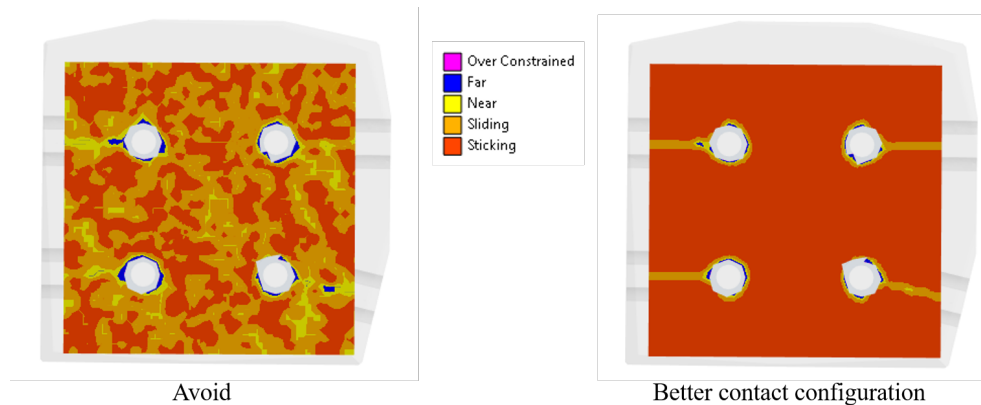 Over Constrained
Far
Near
Sliding
Sticking
Avoid
Better contact configuration